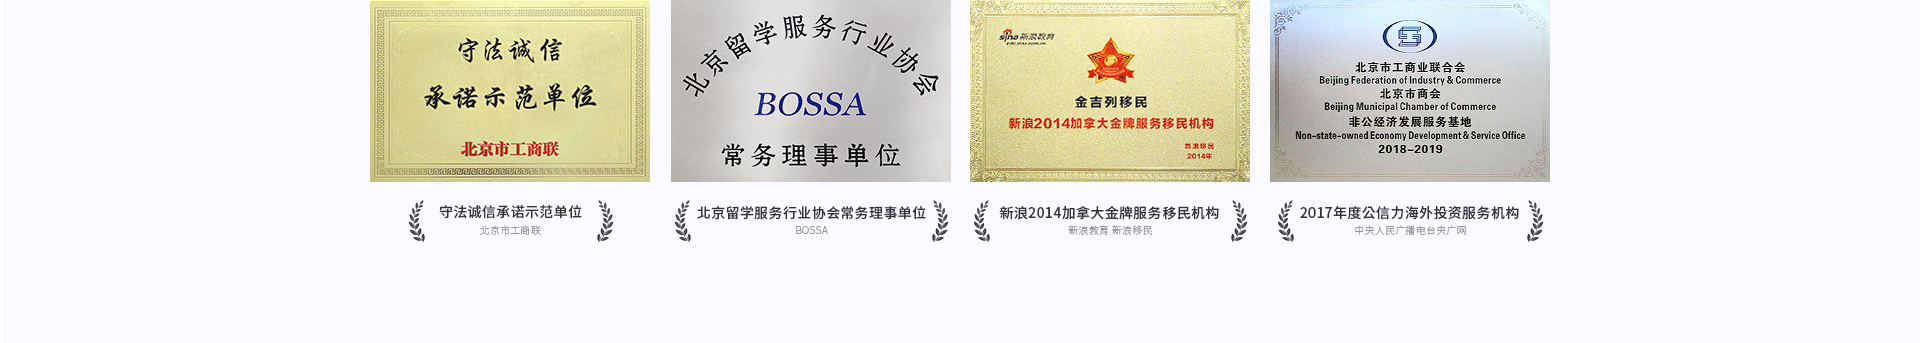 守法诚信
承诺示范单位
北京市工商联
守法诚信承诺示范单位
北京市工商联
北京留学服务行业协会
BOSSA
常务理事单位
北京留学服务行业协会常务理事单位
BOSSA
sina 新浪教育
金吉列移民
新浪2014加拿大金牌服务移民机构
新浪移民
2014年
新浪2014加拿大金牌服务移民机构
新浪教育 新浪移民
北京市工商业联合会
Beijing Federation of Industry & Commerce
北京市商会
Beijing Municipal Chamber of Commerce
非公经济发展服务基地
Non-state-owned Economy Development & Service Office
2018-2019
2017年度公信力海外投资服务机构
中央人民广播电台央广网